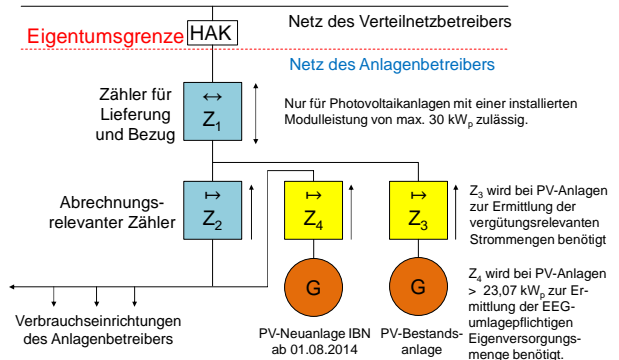 Netz des Verteilnetzbetreibers
Eigentumsgrenze
HAK
Netz des Anlagenbetreibers
Zähler für
Lieferung
und Bezug
↔
Z1
Nur für Photovoltaikanlagen mit einer installierten
Modulleistung von max. 30 kWp zulässig.
Abrechnungs-
relevanter Zähler
↦
Z2
↦
Z4
↦
Z3
Z3 wird bei PV-Anlagen
zur Ermittlung der
vergütungsrelevanten
Strommengen benötigt
G
G
Z4 wird bei PV-Anlagen
> 23,07 kWp zur Er-
mittlung der EEG-
umlagepflichtigen
Eigenversorgungs-
menge benötigt.
Verbrauchseinrichtungen
des Anlagenbetreibers
PV-Neuanlage IBN
ab 01.08.2014
PV-Bestands-
anlage